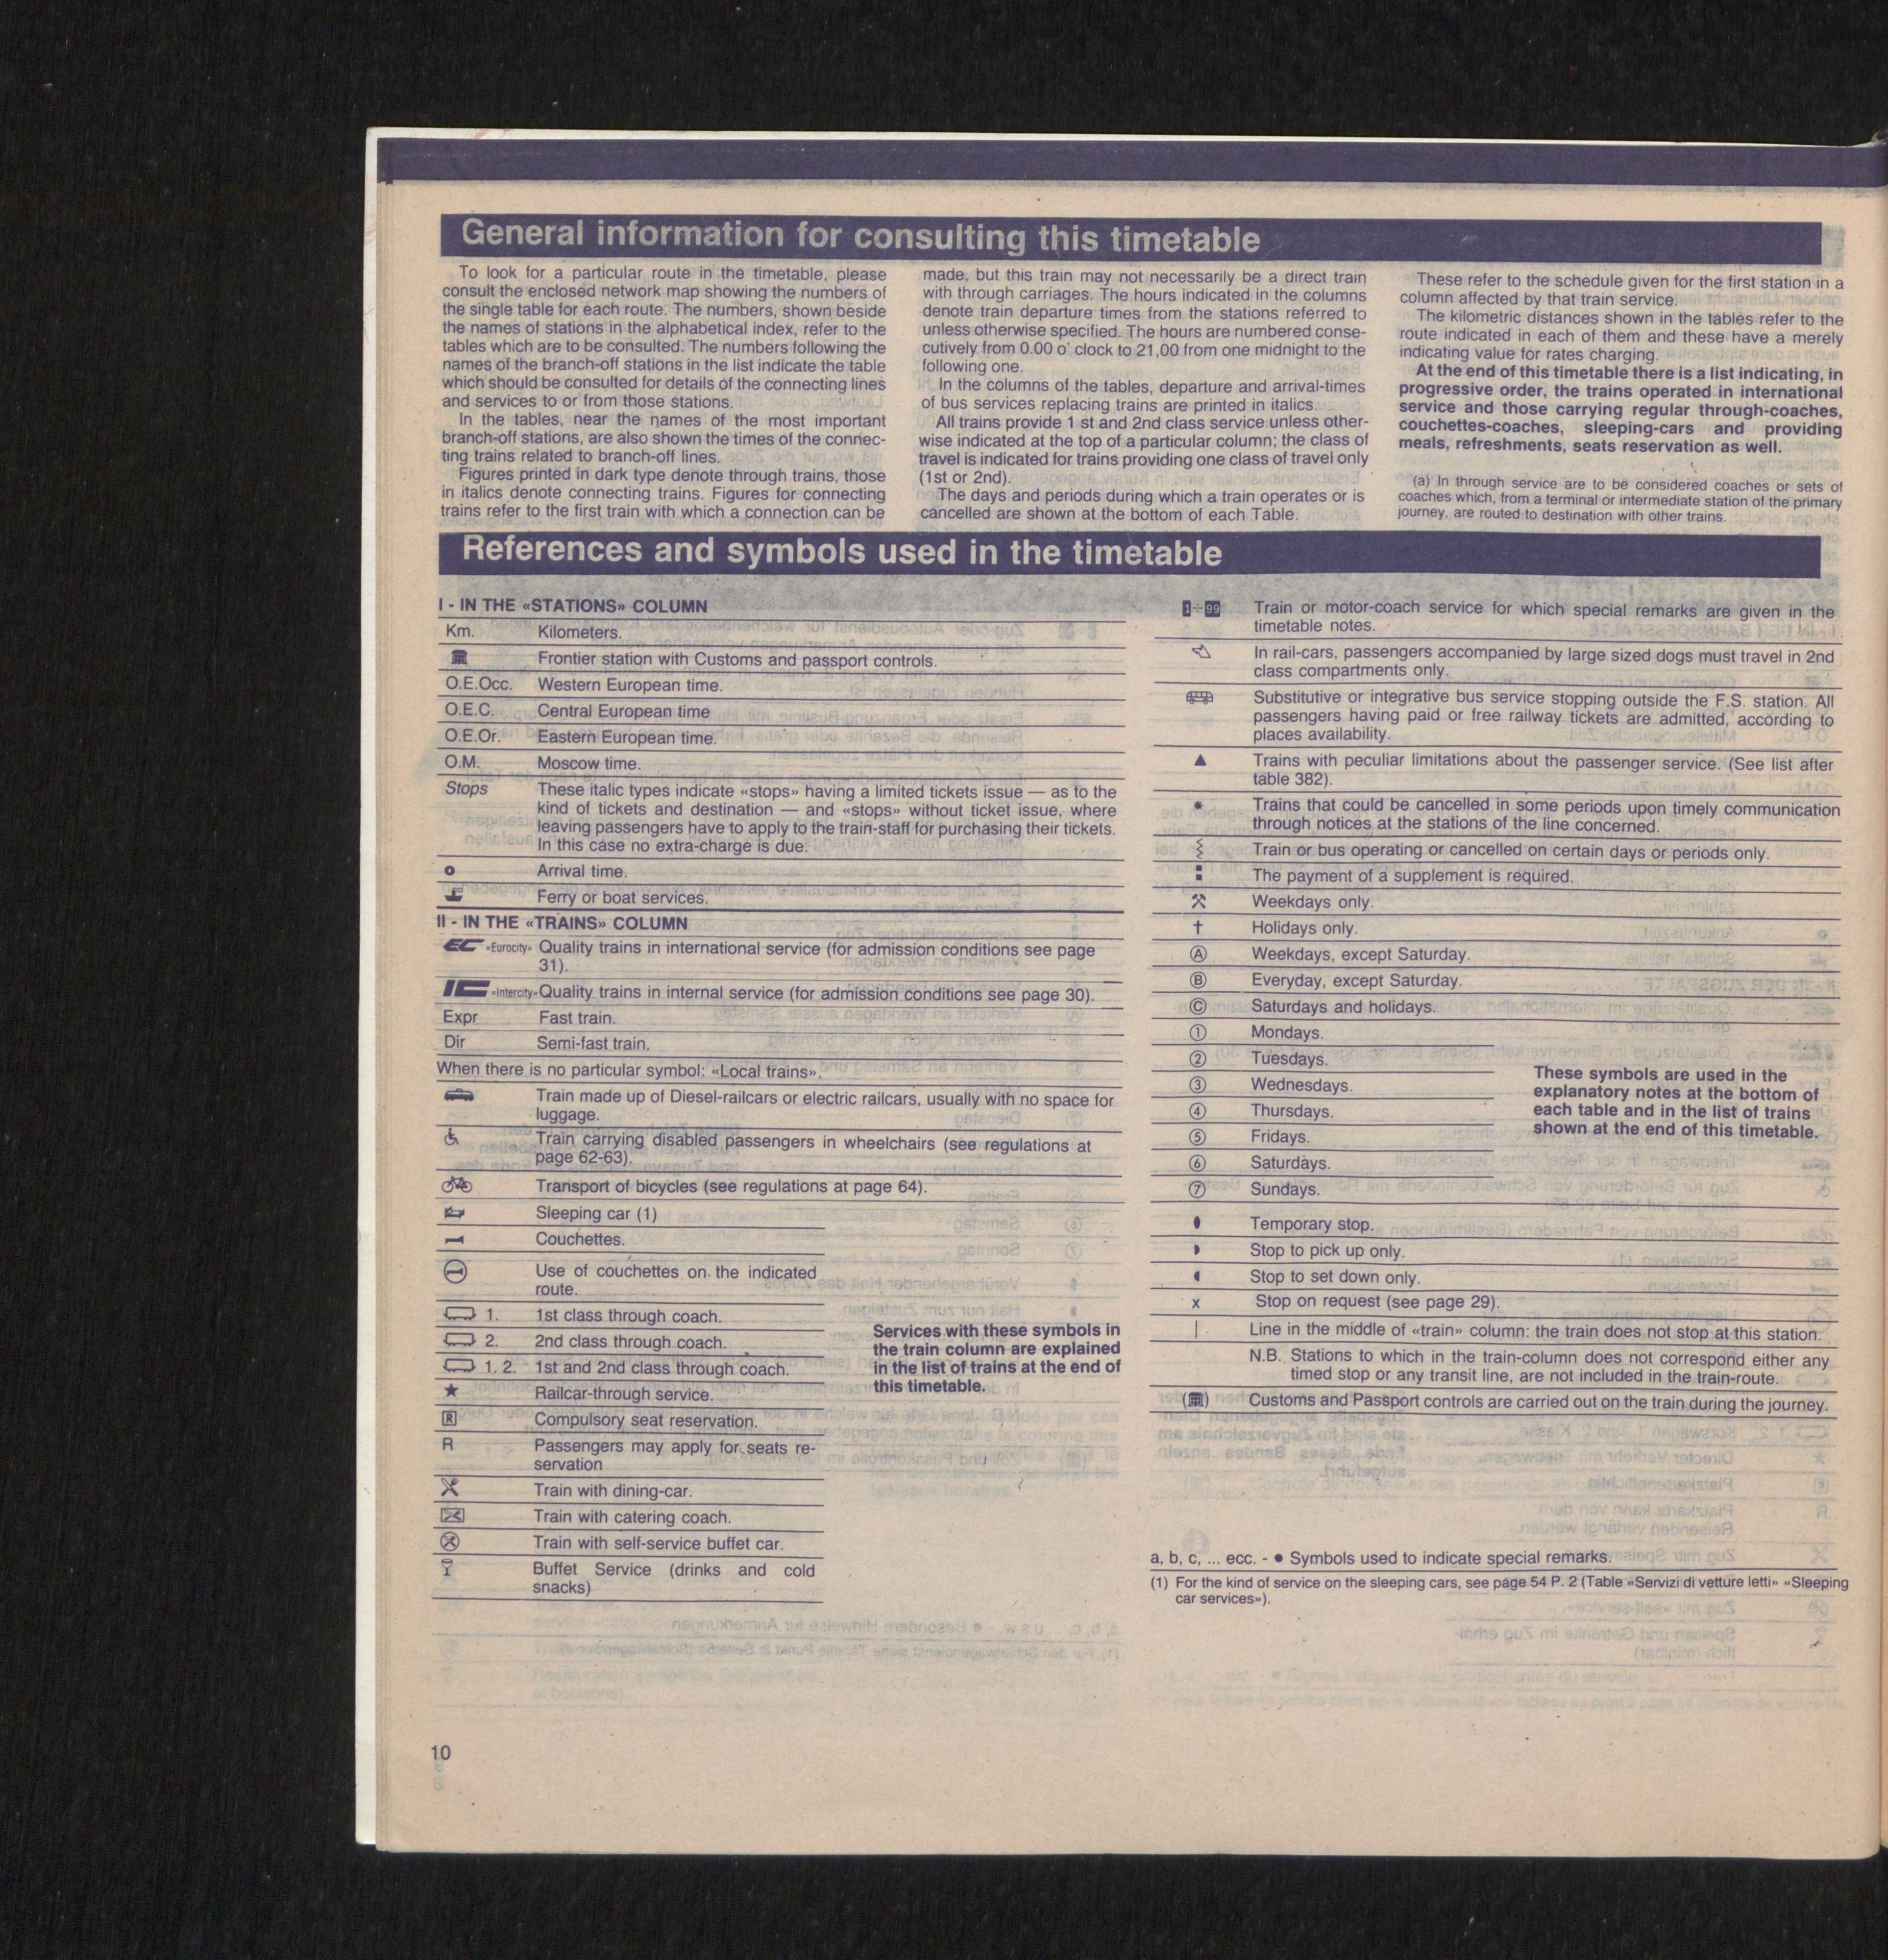 General information for consulting this timetable
To look for a particular route in the timetable, please
consult the enclosed network map showing the numbers of
the single table for each route. The numbers, shown beside
the names of stations in the alphabetical index, refer to the
tables which are to be consulted. The numbers following the
names of the branch-off stations in the list indicate the table
which should be consulted for details of the connecting lines
and services to or from those stations.
In the tables, near the names of the most important
branch-off stations, are also shown the times of the connec-
ting trains related to branch-off lines.
Figures printed in dark type denote through trains, those
in italics denote connecting trains. Figures for connecting
trains refer to the first train with which a connection can be
made, but this train may not necessarily be a direct train
with through carriages. The hours indicated in the columns
denote train departure times from the stations referred to
unless otherwise specified. The hours are numbered conse-
cutively from 0.00 o' clock to 21,00 from one midnight to the
following one.
In the columns of the tables, departure and arrival-times
of bus services replacing trains are printed in italics.
All trains provide 1 st and 2nd class service unless other-
wise indicated at the top of a particular column; the class of
travel is indicated for trains providing one class of travel only
(1st or 2nd).
The days and periods during which a train operates or is
cancelled are shown at the bottom of each Table.
These refer to the schedule given for the first station in a
column affected by that train service.
The kilometric distances shown in the tables refer to the
route indicated in each of them and these have a merely
indicating value for rates charging.
At the end of this timetable there is a list indicating, in
progressive order, the trains operated in international
service and those carrying regular through-coaches,
couchettes-coaches, sleeping-cars and providing
meals, refreshments, seats reservation as well.
(a) In through service are to be considered coaches or sets of
coaches which, from a terminal or intermediate station of the primary
journey, are routed to destination with other trains.
References and symbols used in the timetable
I - IN THE «STATIONS» COLUMN
Km. Kilometers.
Frontier station with Customs and passport controls.
O.E.Occ. Western European time.
O.E.C. Central European time
O.E.Or. Eastern European time.
O.M. Moscow time.
Stops These italic types indicate «stops» having a limited tickets issue — as to the
kind of tickets and destination — and «stops» without ticket issue, where
leaving passengers have to apply to the train-staff for purchasing their tickets.
In this case no extra-charge is due.
Arrival time.
Ferry or boat services.
II - IN THE «TRAINS» COLUMN
EC «Eurocity» Quality trains in international service (for admission conditions see page
31).
IC «Intercity» Quality trains in internal service (for admission conditions see page 30).
Expr Fast train.
Dir Semi-fast train.
When there is no particular symbol: «Local trains».
Train made up of Diesel-railcars or electric railcars, usually with no space for
luggage.
Train carrying disabled passengers in wheelchairs (see regulations at
page 62-63).
Transport of bicycles (see regulations at page 64).
Sleeping car (1)
Couchettes.
Use of couchettes on the indicated
route.
1. 1st class through coach.
2. 2nd class through coach.
1. 2. 1st and 2nd class through coach.
★ Railcar-through service.
R Compulsory seat reservation.
R Passengers may apply for seats re-
servation
Train with dining-car.
Train with catering coach.
Train with self-service buffet car.
Buffet Service (drinks and cold
snacks)
Services with these symbols in
the train column are explained
in the list of trains at the end of
this timetable.
1÷99 Train or motor-coach service for which special remarks are given in the
timetable notes.
In rail-cars, passengers accompanied by large sized dogs must travel in 2nd
class compartments only.
Substitutive or integrative bus service stopping outside the F.S. station. All
passengers having paid or free railway tickets are admitted, according to
places availability.
▲ Trains with peculiar limitations about the passenger service. (See list after
table 382).
Trains that could be cancelled in some periods upon timely communication
through notices at the stations of the line concerned.
Train or bus operating or cancelled on certain days or periods only.
The payment of a supplement is required.
⚒ Weekdays only.
† Holidays only.
Ⓐ Weekdays, except Saturday.
Ⓑ Everyday, except Saturday.
Ⓒ Saturdays and holidays.
① Mondays.
② Tuesdays.
③ Wednesdays.
④ Thursdays.
⑤ Fridays.
⑥ Saturdays.
⑦ Sundays.
These symbols are used in the
explanatory notes at the bottom of
each table and in the list of trains
shown at the end of this timetable.
Temporary stop.
Stop to pick up only.
Stop to set down only.
x Stop on request (see page 29).
| Line in the middle of «train» column: the train does not stop at this station.
N.B. Stations to which in the train-column does not correspond either any
timed stop or any transit line, are not included in the train-route.
Customs and Passport controls are carried out on the train during the journey.
a, b, c, ... ecc. - ● Symbols used to indicate special remarks.
(1) For the kind of service on the sleeping cars, see page 54 P. 2 (Table «Servizi di vetture letti» «Sleeping
car services»).
10